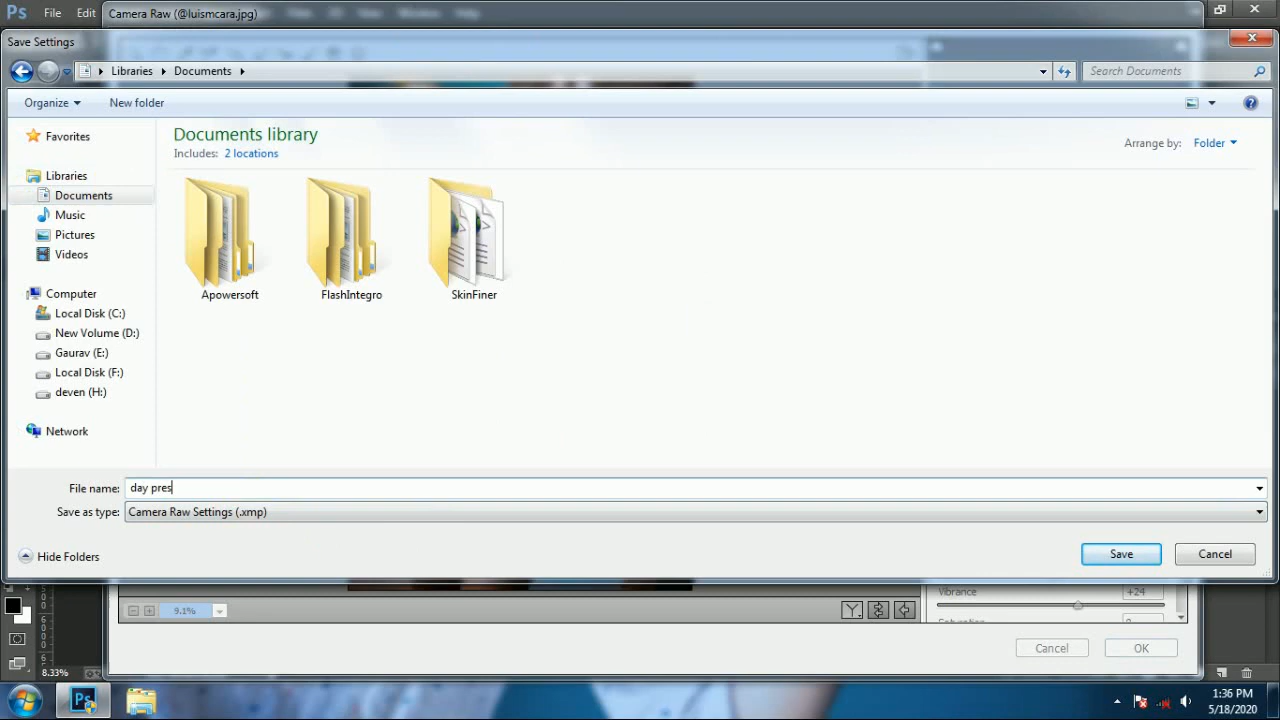 Ps File Edit Camera Raw (@luismcara.jpg)
Save Settings
Libraries Documents Search Documents
Organize New folder
Favorites
Libraries
Documents
Music
Pictures
Videos
Computer
Local Disk (C:)
New Volume (D:)
Gaurav (E:)
Local Disk (F:)
deven (H:)
Network
Documents library
Includes: 2 locations
Arrange by: Folder
Apowersoft FlashIntegro SkinFiner
File name: day pres
Save as type: Camera Raw Settings (.xmp)
Hide Folders Save Cancel
Vibrance +24
9.1%
Cancel OK
8.33%
Ps
1:36 PM
5/18/2020